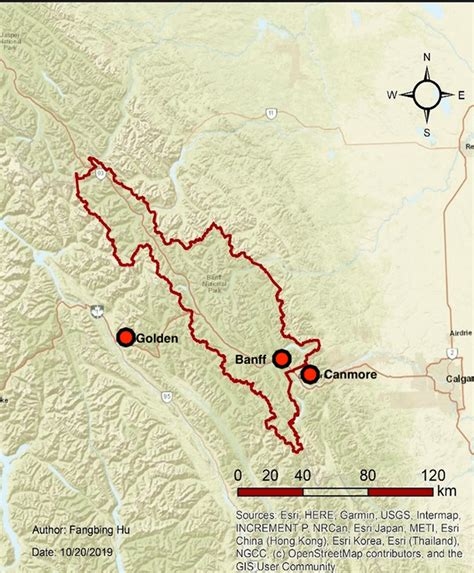 Jasper
National
Park
N
W
E
S
11
Re
93
Banff
National
Park
1
Golden
Airdrie
2
Banff
Canmore
Calgar
95
0 40 80 120
km
Sources: Esri, HERE, Garmin, USGS, Intermap,
INCREMENT P, NRCan, Esri Japan, METI, Esri
China (Hong Kong), Esri Korea, Esri (Thailand),
NGCC, (c) OpenStreetMap contributors, and the
GIS User Community
Author: Fangbing Hu
Date: 10/20/2019